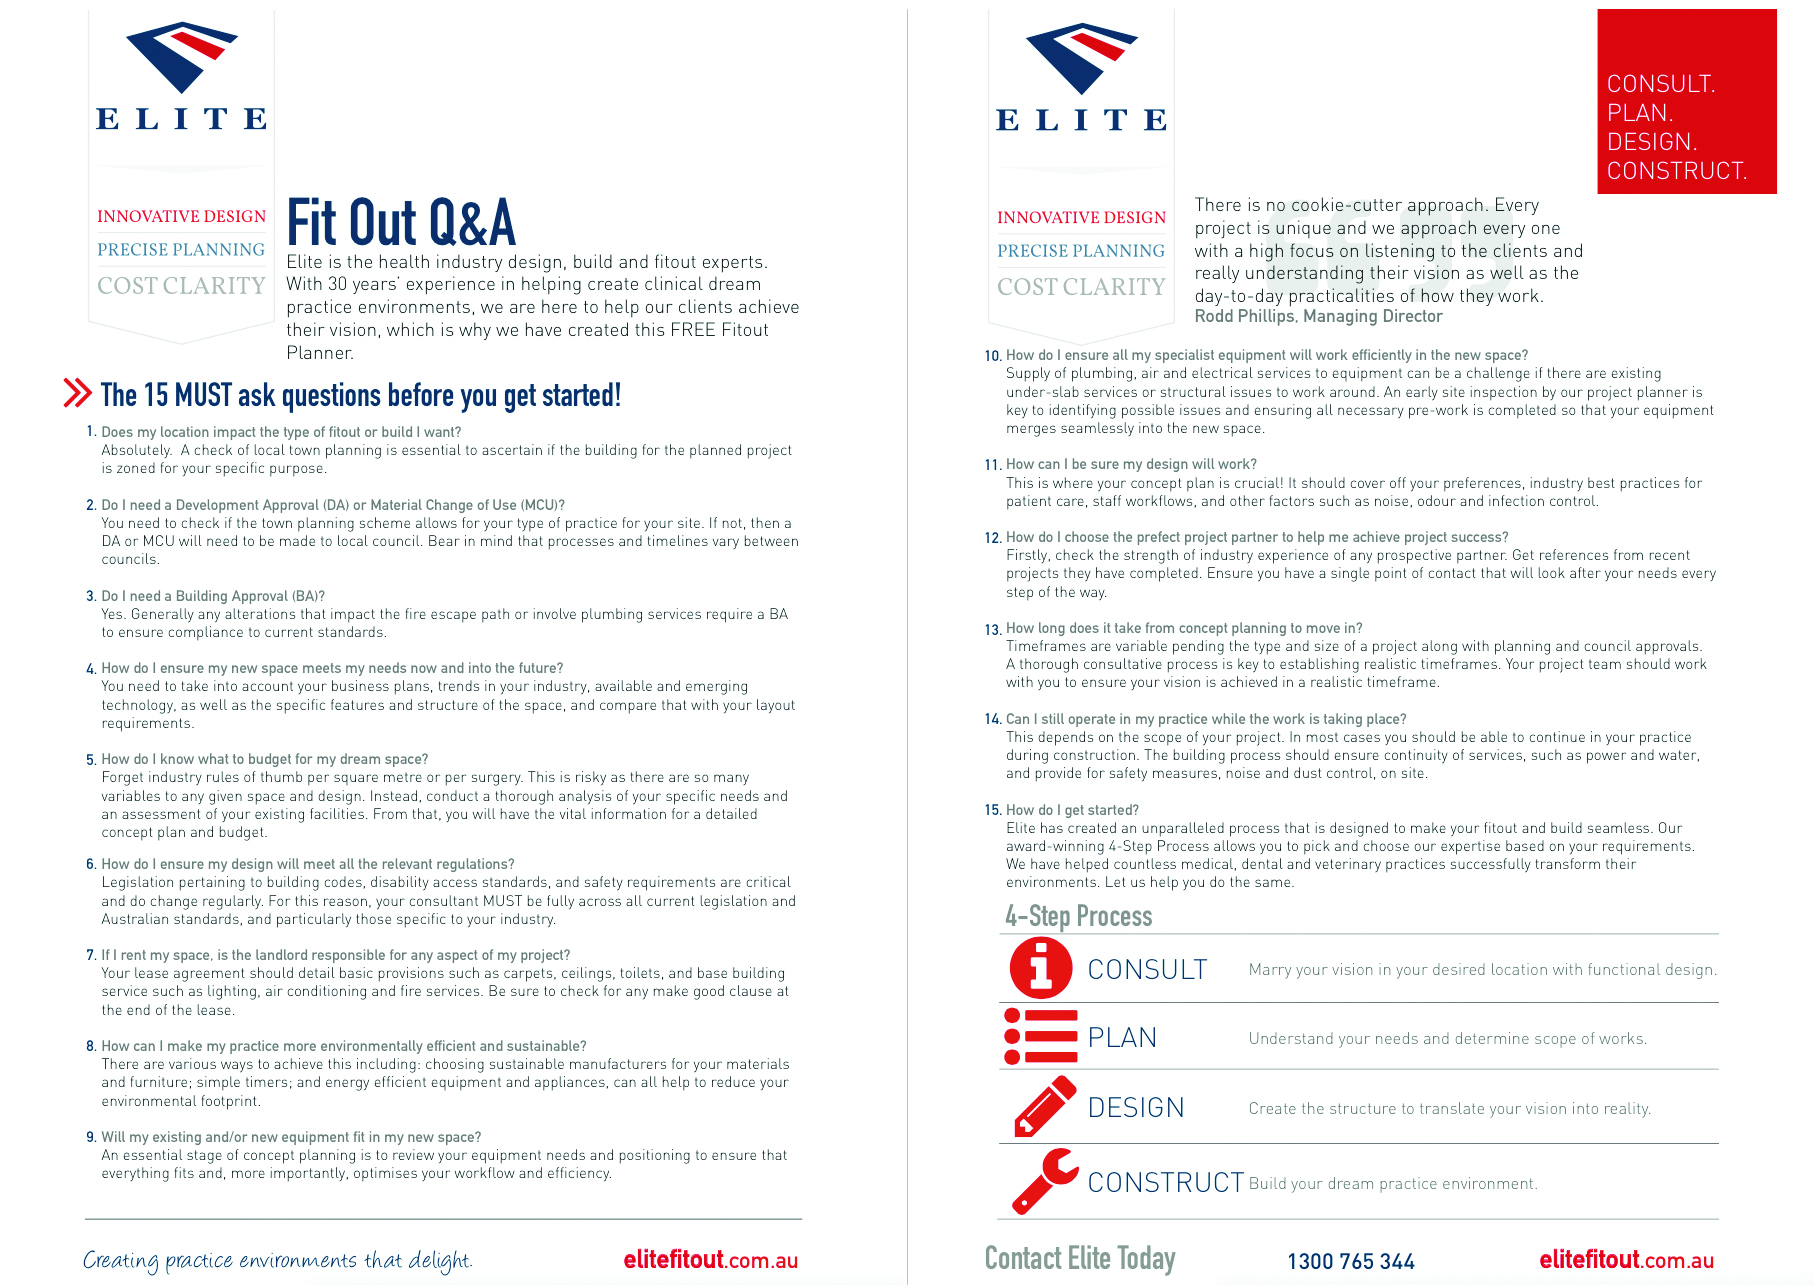 ELITE
INNOVATIVE DESIGN
PRECISE PLANNING
COST CLARITY
Fit Out Q&A
Elite is the health industry design, build and fitout experts.
With 30 years’ experience in helping create clinical dream
practice environments, we are here to help our clients achieve
their vision, which is why we have created this FREE Fitout
Planner.
The 15 MUST ask questions before you get started!
1. Does my location impact the type of fitout or build I want?
Absolutely. A check of local town planning is essential to ascertain if the building for the planned project
is zoned for your specific purpose.
2. Do I need a Development Approval (DA) or Material Change of Use (MCU)?
You need to check if the town planning scheme allows for your type of practice for your site. If not, then a
DA or MCU will need to be made to local council. Bear in mind that processes and timelines vary between
councils.
3. Do I need a Building Approval (BA)?
Yes. Generally any alterations that impact the fire escape path or involve plumbing services require a BA
to ensure compliance to current standards.
4. How do I ensure my new space meets my needs now and into the future?
You need to take into account your business plans, trends in your industry, available and emerging
technology, as well as the specific features and structure of the space, and compare that with your layout
requirements.
5. How do I know what to budget for my dream space?
Forget industry rules of thumb per square metre or per surgery. This is risky as there are so many
variables to any given space and design. Instead, conduct a thorough analysis of your specific needs and
an assessment of your existing facilities. From that, you will have the vital information for a detailed
concept plan and budget.
6. How do I ensure my design will meet all the relevant regulations?
Legislation pertaining to building codes, disability access standards, and safety requirements are critical
and do change regularly. For this reason, your consultant MUST be fully across all current legislation and
Australian standards, and particularly those specific to your industry.
7. If I rent my space, is the landlord responsible for any aspect of my project?
Your lease agreement should detail basic provisions such as carpets, ceilings, toilets, and base building
service such as lighting, air conditioning and fire services. Be sure to check for any make good clause at
the end of the lease.
8. How can I make my practice more environmentally efficient and sustainable?
There are various ways to achieve this including: choosing sustainable manufacturers for your materials
and furniture; simple timers; and energy efficient equipment and appliances, can all help to reduce your
environmental footprint.
9. Will my existing and/or new equipment fit in my new space?
An essential stage of concept planning is to review your equipment needs and positioning to ensure that
everything fits and, more importantly, optimises your workflow and efficiency.
Creating practice environments that delight.
elitefitout.com.au
ELITE
INNOVATIVE DESIGN
PRECISE PLANNING
COST CLARITY
CONSULT.
PLAN.
DESIGN.
CONSTRUCT.
There is no cookie-cutter approach. Every
project is unique and we approach every one
with a high focus on listening to the clients and
really understanding their vision as well as the
day-to-day practicalities of how they work.
Rodd Phillips, Managing Director
10. How do I ensure all my specialist equipment will work efficiently in the new space?
Supply of plumbing, air and electrical services to equipment can be a challenge if there are existing
under-slab services or structural issues to work around. An early site inspection by our project planner is
key to identifying possible issues and ensuring all necessary pre-work is completed so that your equipment
merges seamlessly into the new space.
11. How can I be sure my design will work?
This is where your concept plan is crucial! It should cover off your preferences, industry best practices for
patient care, staff workflows, and other factors such as noise, odour and infection control.
12. How do I choose the prefect project partner to help me achieve project success?
Firstly, check the strength of industry experience of any prospective partner. Get references from recent
projects they have completed. Ensure you have a single point of contact that will look after your needs every
step of the way.
13. How long does it take from concept planning to move in?
Timeframes are variable pending the type and size of a project along with planning and council approvals.
A thorough consultative process is key to establishing realistic timeframes. Your project team should work
with you to ensure your vision is achieved in a realistic timeframe.
14. Can I still operate in my practice while the work is taking place?
This depends on the scope of your project. In most cases you should be able to continue in your practice
during construction. The building process should ensure continuity of services, such as power and water,
and provide for safety measures, noise and dust control, on site.
15. How do I get started?
Elite has created an unparalleled process that is designed to make your fitout and build seamless. Our
award-winning 4-Step Process allows you to pick and choose our expertise based on your requirements.
We have helped countless medical, dental and veterinary practices successfully transform their
environments. Let us help you do the same.
4-Step Process
CONSULT Marry your vision in your desired location with functional design.
PLAN Understand your needs and determine scope of works.
DESIGN Create the structure to translate your vision into reality.
CONSTRUCT Build your dream practice environment.
Contact Elite Today
1300 765 344
elitefitout.com.au